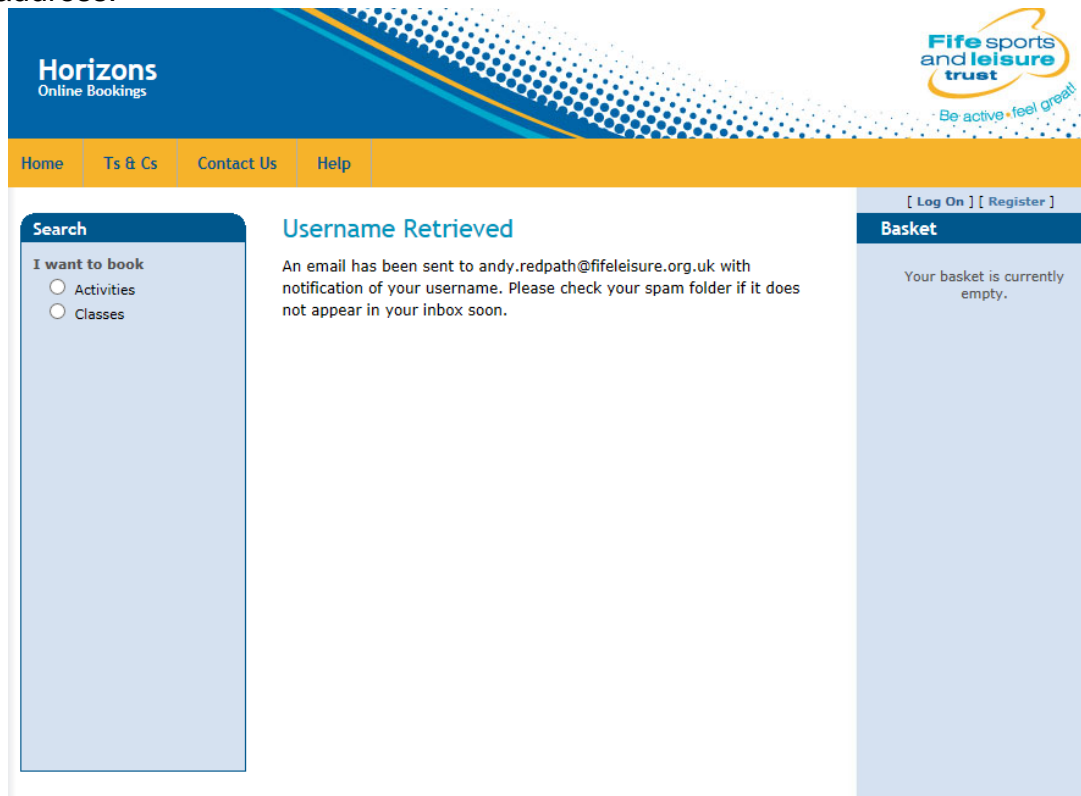 Horizons
Online Bookings
Fife sports
and leisure
trust
Be active • feel great!
Home Ts & Cs Contact Us Help
[ Log On ] [ Register ]
Search
I want to book
Activities
Classes
Username Retrieved
An email has been sent to andy.redpath@fifeleisure.org.uk with
notification of your username. Please check your spam folder if it does
not appear in your inbox soon.
Basket
Your basket is currently
empty.